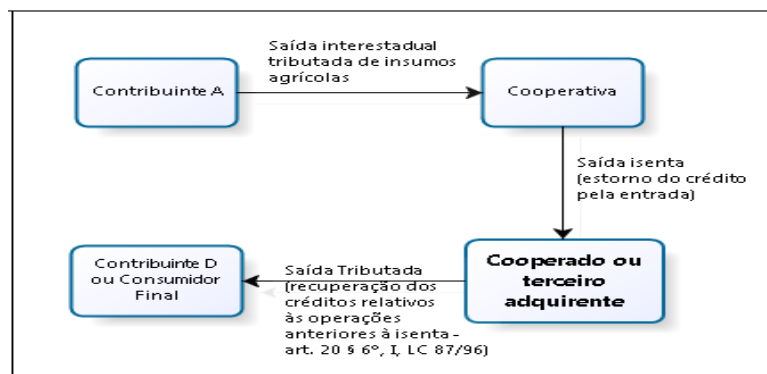 Saída interestadual
tributada de insumos
agrícolas
Contribuinte A
Cooperativa
Saída isenta
(estorno do crédito
pela entrada)
Cooperado ou
terceiro
adquirente
Saída Tributada
(recuperação dos
créditos relativos
às operações
anteriores à isenta -
art. 20 § 6º, I, LC 87/96)
Contribuinte D
ou Consumidor
Final